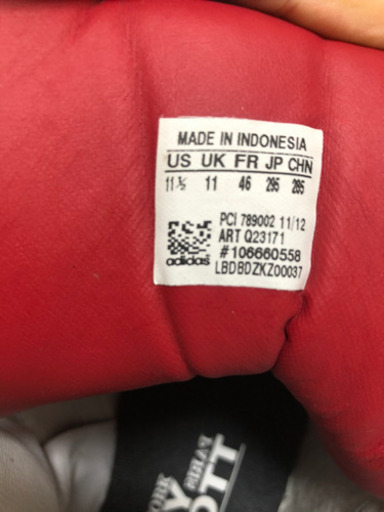 MADE IN INDONESIA
US UK FR JP CHN
11½ 11 46 295 285
PCI 789002 11/12
ART Q23171
#106660558
LBDBDZKZ00037
adidas